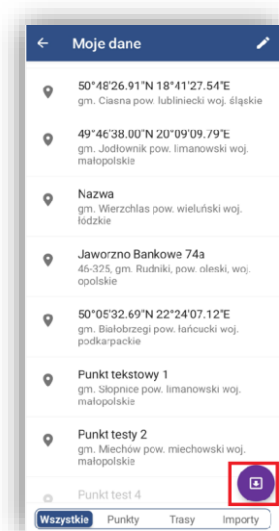 Moje dane
50°48'26.91"N 18°41'27.54"E
gm. Ciasna pow. lubliniecki woj. śląskie
49°46'38.00"N 20°09'09.79"E
gm. Jodłownik pow. limanowski woj.
małopolskie
Nazwa
gm. Wierzchlas pow. wieluński woj.
łódzkie
Jaworzno Bankowe 74a
46-325, gm. Rudniki, pow. oleski, woj.
opolskie
50°05'32.69"N 22°24'07.12"E
gm. Białobrzegi pow. łańcucki woj.
podkarpackie
Punkt tekstowy 1
gm. Słopnice pow. limanowski woj.
małopolskie
Punkt testy 2
gm. Miechów pow. miechowski woj.
małopolskie
Punkt test 4
Wszystkie Punkty Trasy Importy